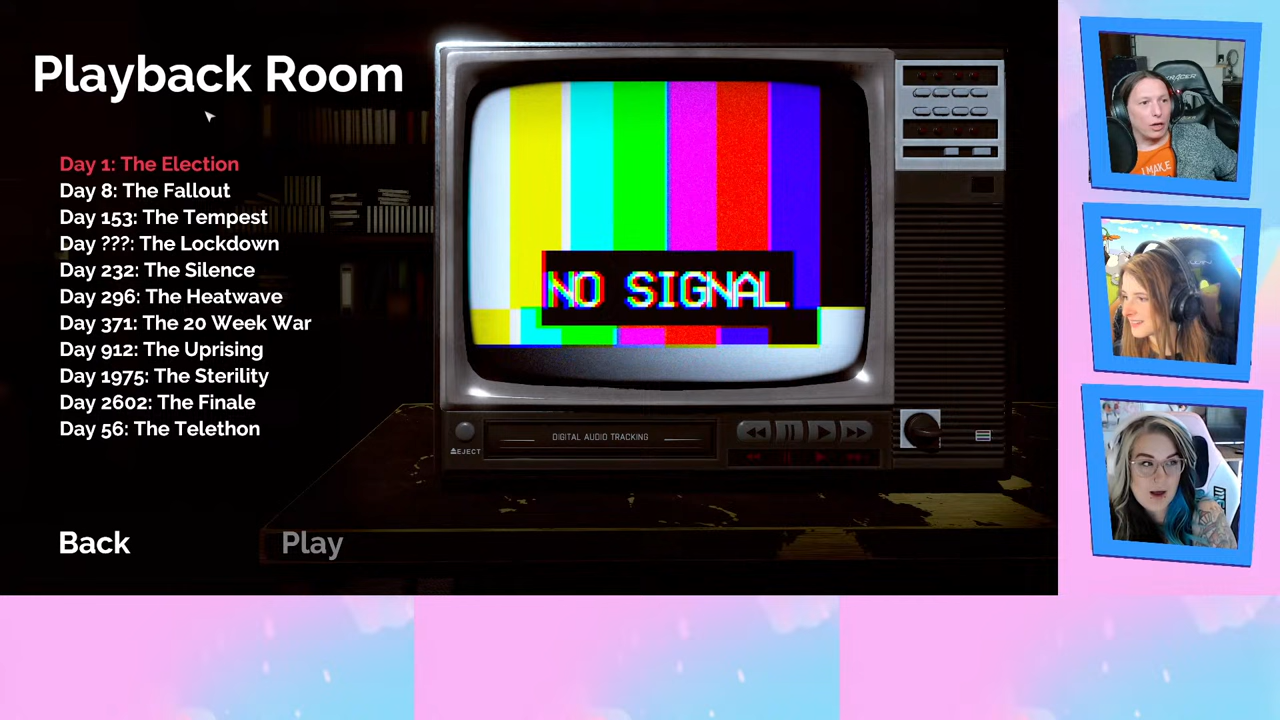 Playback Room
Day 1: The Election
Day 8: The Fallout
Day 153: The Tempest
Day ???: The Lockdown
Day 232: The Silence
Day 296: The Heatwave
Day 371: The 20 Week War
Day 912: The Uprising
Day 1975: The Sterility
Day 2602: The Finale
Day 56: The Telethon
Back
Play
NO SIGNAL
DIGITAL AUDIO TRACKING
EJECT
I MAKE